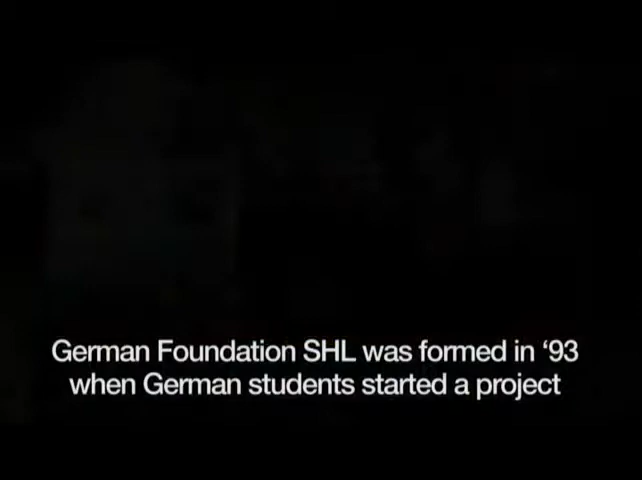 German Foundation SHL was formed in ‘93
when German students started a project